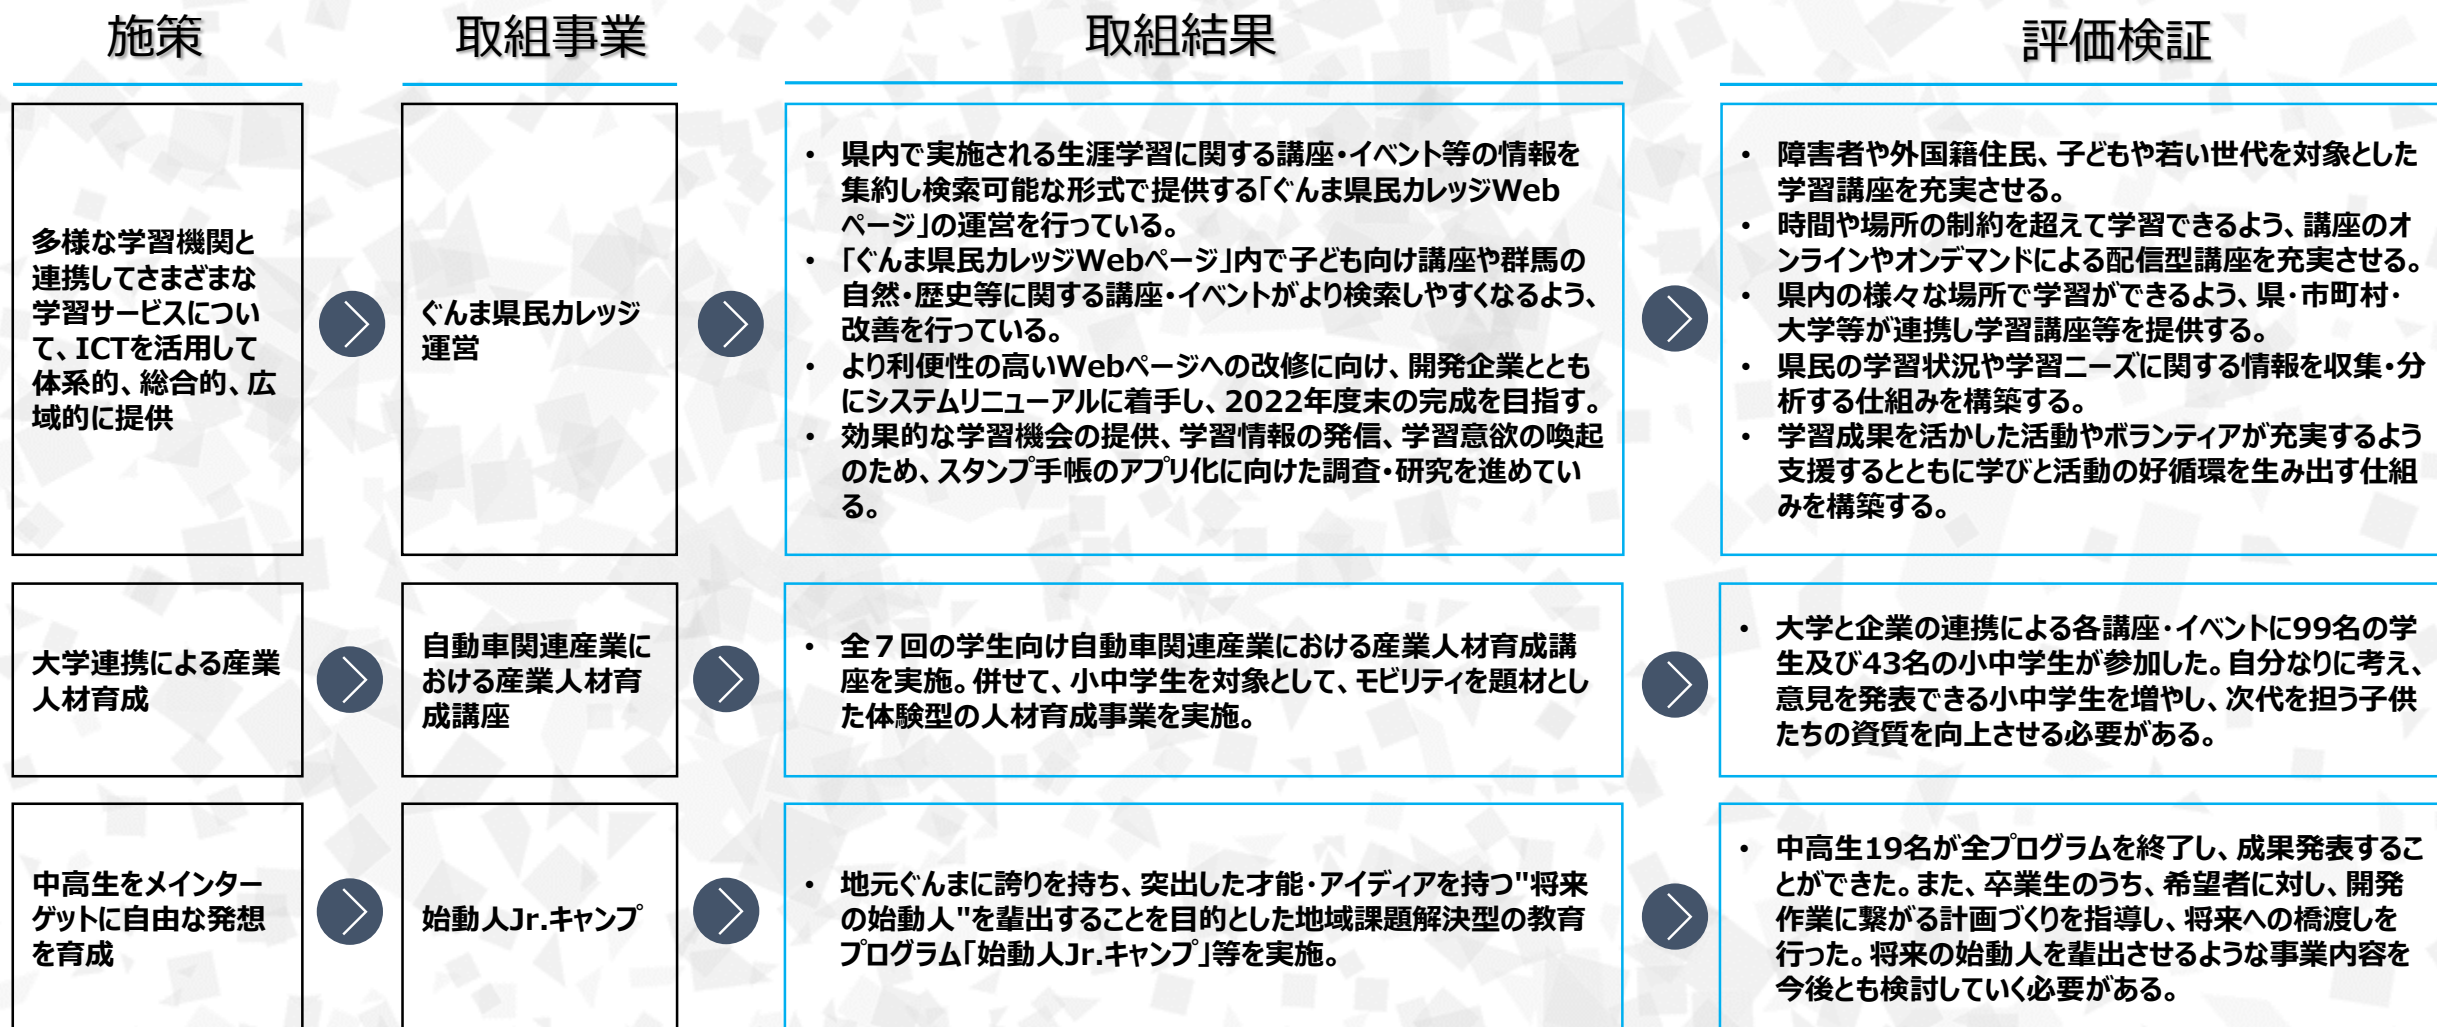 施策
取組事業
取組結果
評価検証
多様な学習機関と
連携してさまざまな
学習サービスについ
て、ICTを活用して
体系的、総合的、広
域的に提供
ぐんま県民カレッジ
運営
• 県内で実施される生涯学習に関する講座・イベント等の情報を
集約し検索可能な形式で提供する「ぐんま県民カレッジWeb
ページ」の運営を行っている。
• 「ぐんま県民カレッジWebページ」内で子ども向け講座や群馬の
自然・歴史等に関する講座・イベントがより検索しやすくなるよう、
改善を行っている。
• より利便性の高いWebページへの改修に向け、開発企業ととも
にシステムリニューアルに着手し、2022年度末の完成を目指す。
• 効果的な学習機会の提供、学習情報の発信、学習意欲の喚起
のため、スタンプ手帳のアプリ化に向けた調査・研究を進めてい
る。
• 障害者や外国籍住民、子どもや若い世代を対象とした
学習講座を充実させる。
• 時間や場所の制約を超えて学習できるよう、講座のオ
ンラインやオンデマンドによる配信型講座を充実させる。
• 県内の様々な場所で学習ができるよう、県・市町村・
大学等が連携し学習講座等を提供する。
• 県民の学習状況や学習ニーズに関する情報を収集・分
析する仕組みを構築する。
• 学習成果を活かした活動やボランティアが充実するよう
支援するとともに学びと活動の好循環を生み出す仕組
みを構築する。
大学連携による産業
人材育成
自動車関連産業に
おける産業人材育
成講座
• 全７回の学生向け自動車関連産業における産業人材育成講
座を実施。併せて、小中学生を対象として、モビリティを題材とし
た体験型の人材育成事業を実施。
• 大学と企業の連携による各講座・イベントに99名の学
生及び43名の小中学生が参加した。自分なりに考え、
意見を発表できる小中学生を増やし、次代を担う子供
たちの資質を向上させる必要がある。
中高生をメインター
ゲットに自由な発想
を育成
始動人Jr.キャンプ
• 地元ぐんまに誇りを持ち、突出した才能・アイディアを持つ"将来
の始動人"を輩出することを目的とした地域課題解決型の教育
プログラム「始動人Jr.キャンプ」等を実施。
• 中高生19名が全プログラムを終了し、成果発表するこ
とができた。また、卒業生のうち、希望者に対し、開発
作業に繋がる計画づくりを指導し、将来への橋渡しを
行った。将来の始動人を輩出させるような事業内容を
今後とも検討していく必要がある。